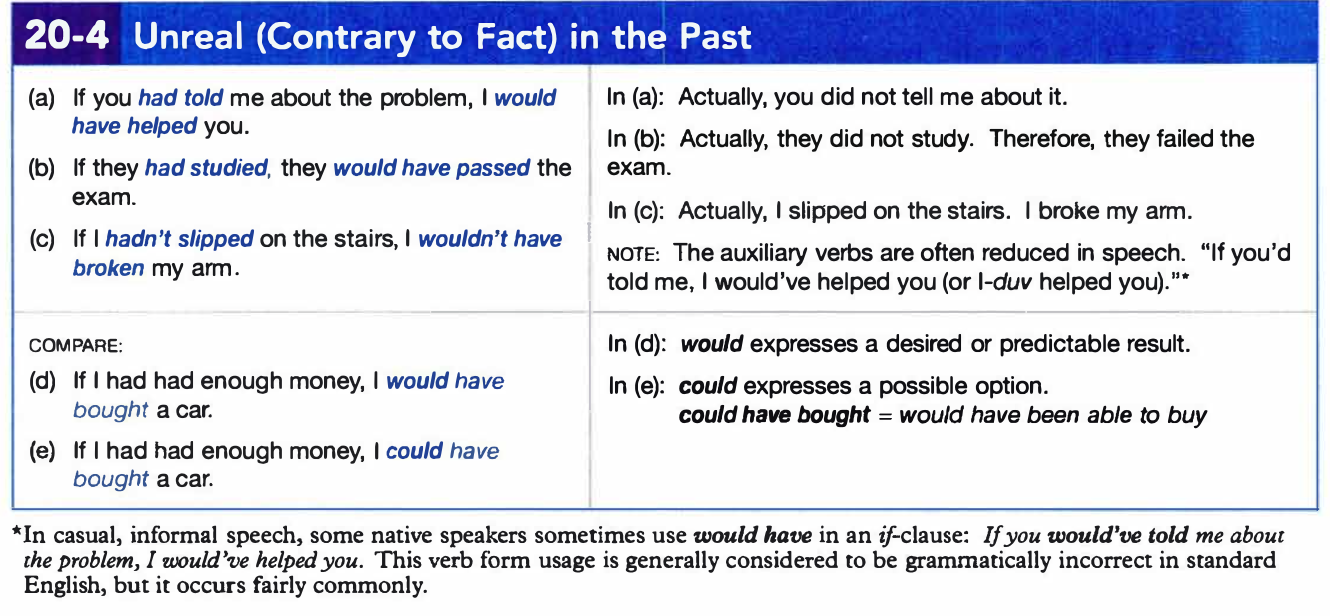 20-4 Unreal (Contrary to Fact) in the Past
(a) If you had told me about the problem, I would
have helped you.
(b) If they had studied, they would have passed the
exam.
(c) If I hadn't slipped on the stairs, I wouldn't have
broken my arm.
In (a): Actually, you did not tell me about it.
In (b): Actually, they did not study. Therefore, they failed the
exam.
In (c): Actually, I slipped on the stairs. I broke my arm.
NOTE: The auxiliary verbs are often reduced in speech. "If you'd
told me, I would've helped you (or I-duv helped you)."*
COMPARE:
(d) If I had had enough money, I would have
bought a car.
(e) If I had had enough money, I could have
bought a car.
In (d): would expresses a desired or predictable result.
In (e): could expresses a possible option.
could have bought = would have been able to buy
*In casual, informal speech, some native speakers sometimes use would have in an if-clause: If you would've told me about
the problem, I would've helped you. This verb form usage is generally considered to be grammatically incorrect in standard
English, but it occurs fairly commonly.